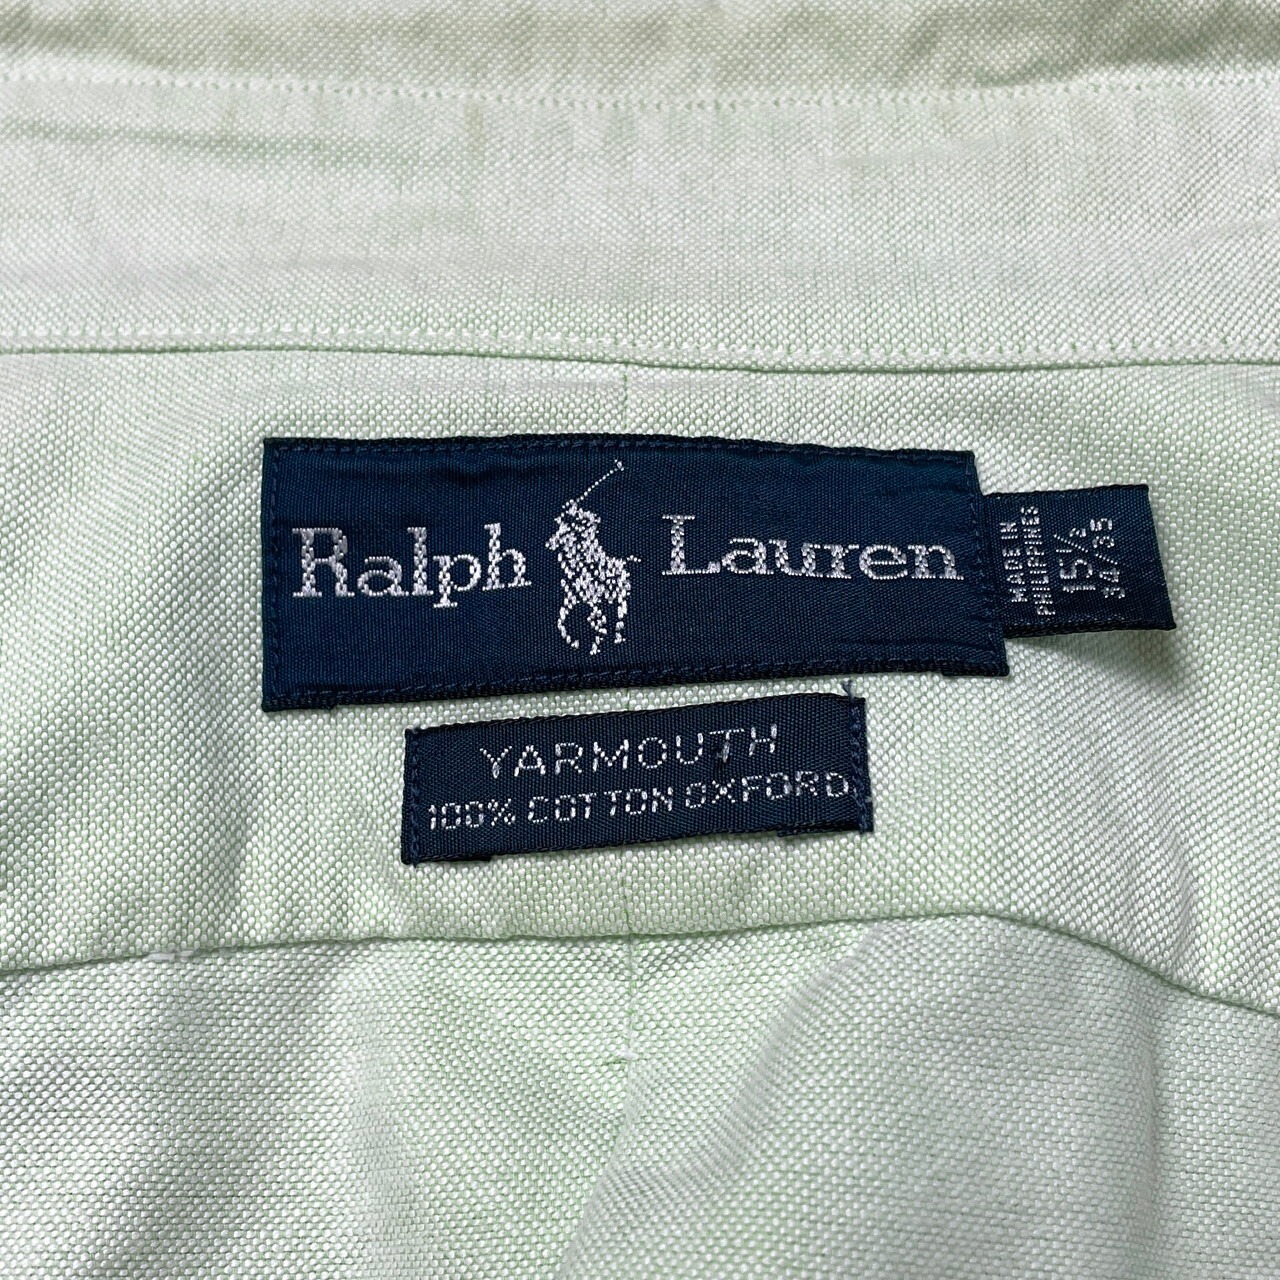 Ralph Lauren
MADE IN
PHILIPPINES
15½
34/35
YARMOUTH
100% COTTON OXFORD